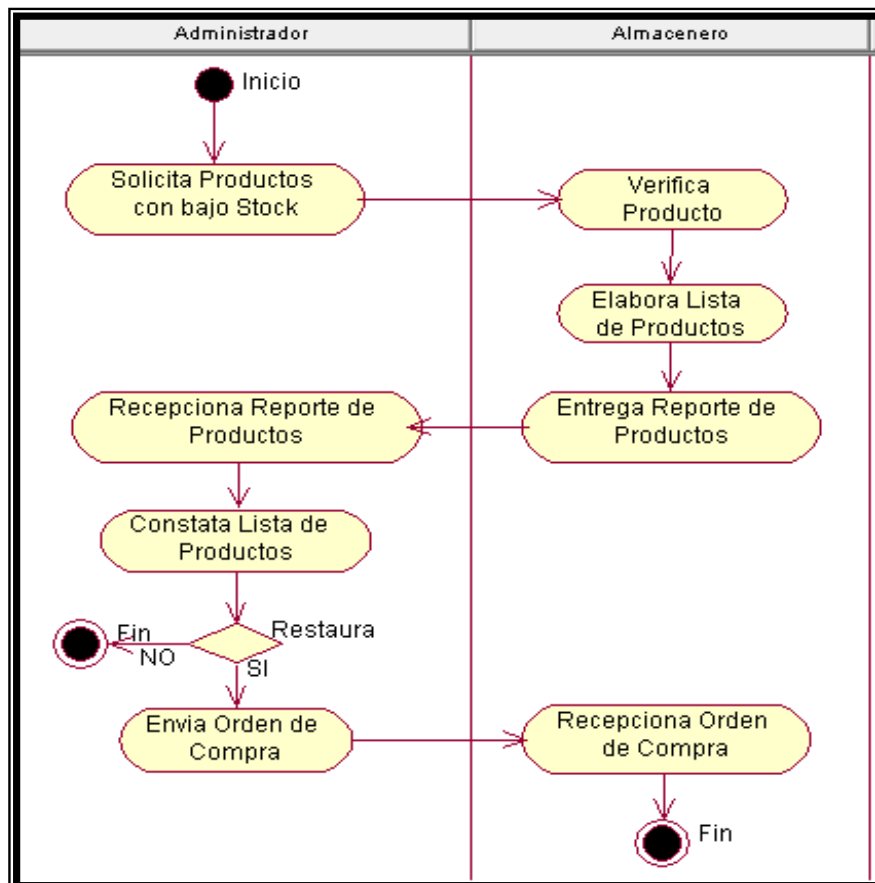 Administrador
Almacenero
Inicio
Solicita Productos
con bajo Stock
Verifica
Producto
Elabora Lista
de Productos
Entrega Reporte de
Productos
Recepciona Reporte de
Productos
Constata Lista de
Productos
Restaura
Fin
NO
SI
Envia Orden de
Compra
Recepciona Orden
de Compra
Fin